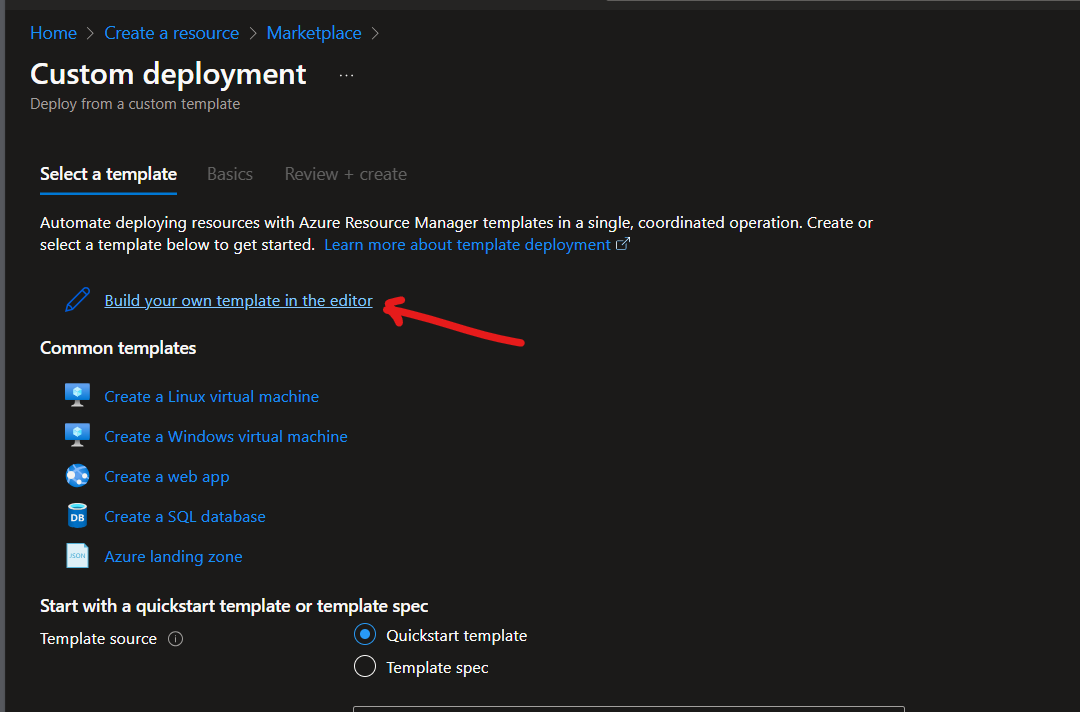 Home > Create a resource > Marketplace >
Custom deployment ...
Deploy from a custom template
Select a template Basics Review + create
Automate deploying resources with Azure Resource Manager templates in a single, coordinated operation. Create or
select a template below to get started. Learn more about template deployment
Build your own template in the editor
Common templates
Create a Linux virtual machine
Create a Windows virtual machine
Create a web app
DB Create a SQL database
JSON Azure landing zone
Start with a quickstart template or template spec
Template source Quickstart template
Template spec